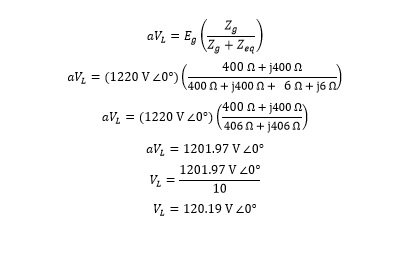 aV_L = E_g (Z_g / (Z_g + Z_eq))
aV_L = (1220 V ∠0°) ((400 Ω + j400 Ω) / (400 Ω + j400 Ω + 6 Ω + j6 Ω))
aV_L = (1220 V ∠0°) ((400 Ω + j400 Ω) / (406 Ω + j406 Ω))
aV_L = 1201.97 V ∠0°
V_L = (1201.97 V ∠0°) / 10
V_L = 120.19 V ∠0°